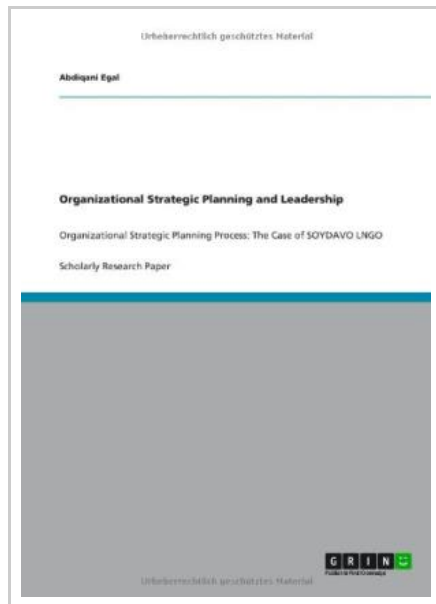 Urheberrechtlich geschütztes Material
Abdiqani Egal
Organizational Strategic Planning and Leadership
Organizational Strategic Planning Process: The Case of SOYDAVO LNGO
Scholarly Research Paper
GRIN
Urheberrechtlich geschütztes Material